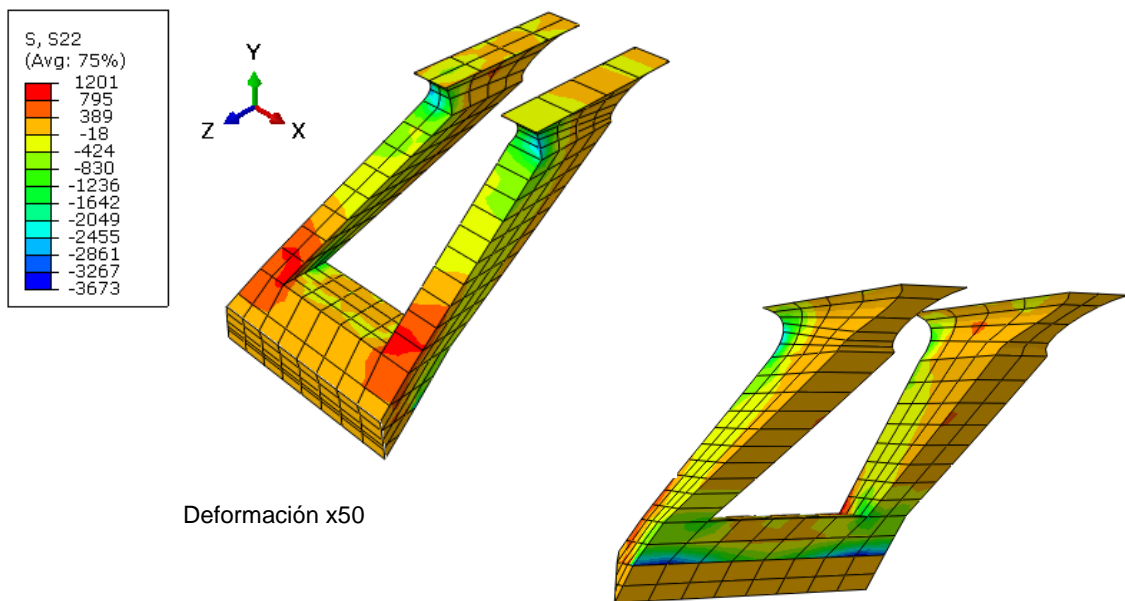 S, S22
(Avg: 75%)
1201
795
389
-18
-424
-830
-1236
-1642
-2049
-2455
-2861
-3267
-3673
Y
Z
X
Deformación x50